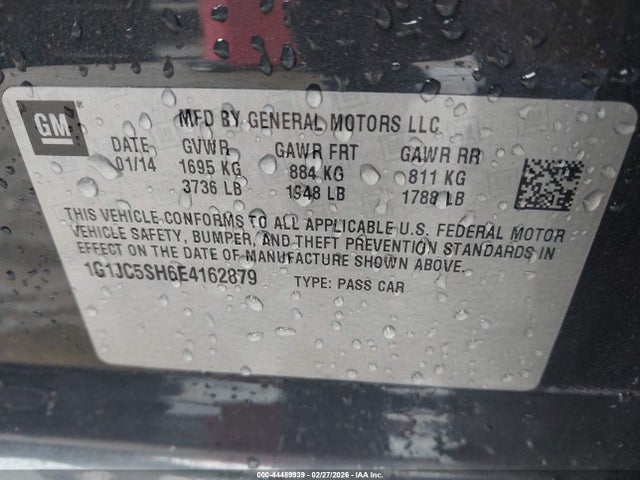 GM
MFD BY GENERAL MOTORS LLC
DATE GVWR GAWR FRT GAWR RR
01/14 1695 KG 884 KG 811 KG
3736 LB 1948 LB 1788 LB
THIS VEHICLE CONFORMS TO ALL APPLICABLE U.S. FEDERAL MOTOR
VEHICLE SAFETY, BUMPER, AND THEFT PREVENTION STANDARDS IN
EFFECT ON THE DATE OF MANUFACTURE SHOWN ABOVE.
1G1JC5SH6E4162879 TYPE: PASS CAR
000-44489939 - 02/27/2026 - IAA Holdings, LLC